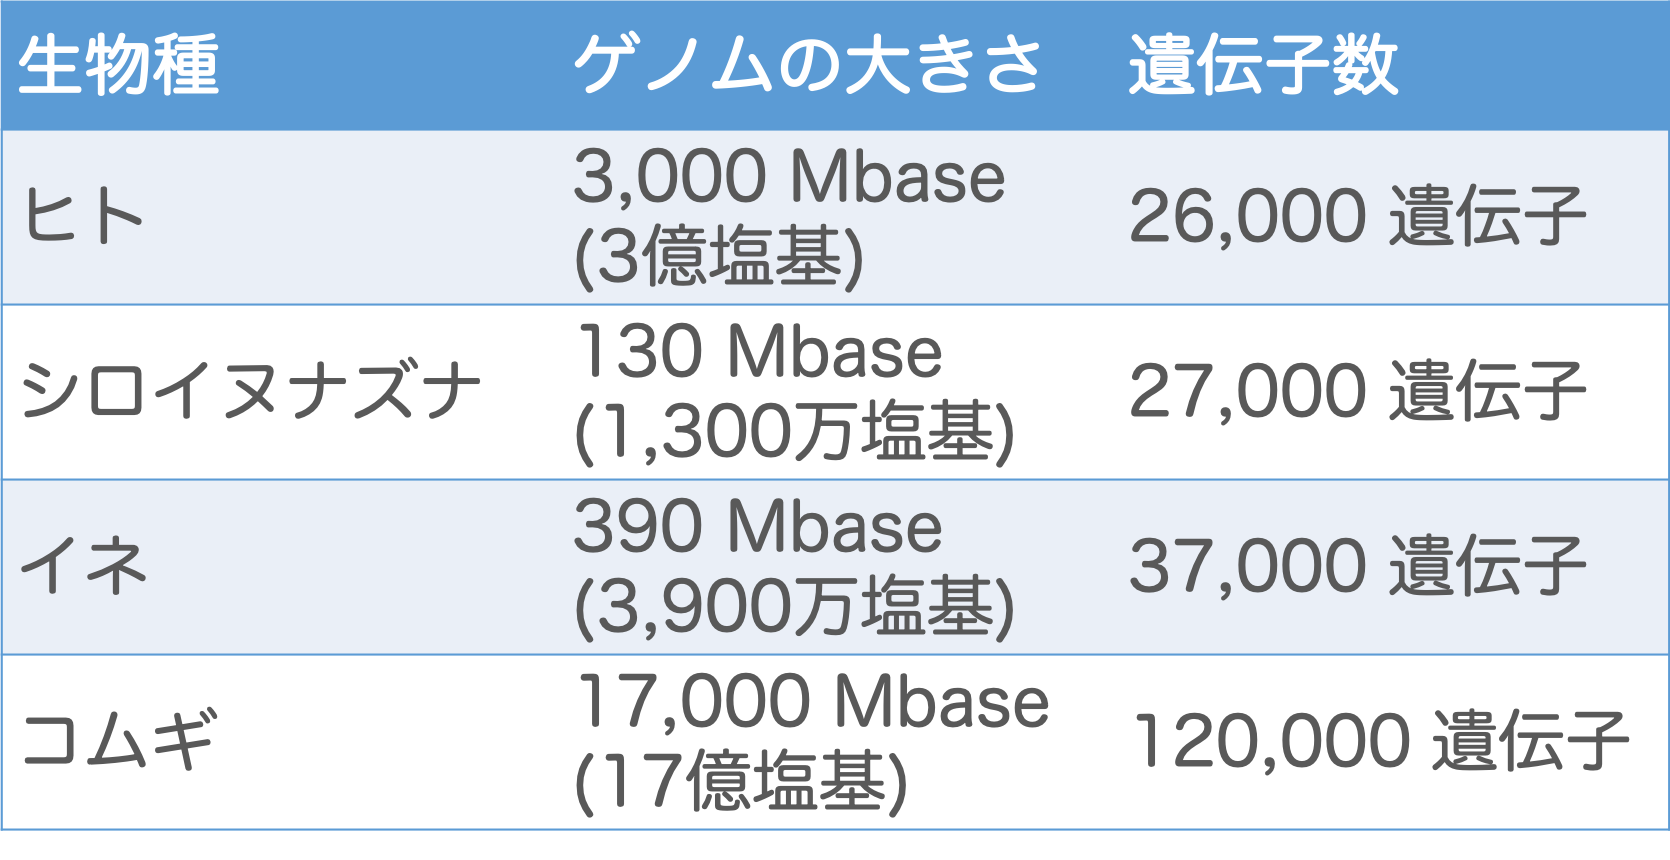 生物種 ゲノムの大きさ 遺伝子数
ヒト
3,000 Mbase
(3億塩基)
26,000 遺伝子
シロイヌナズナ
130 Mbase
(1,300万塩基)
27,000 遺伝子
イネ
390 Mbase
(3,900万塩基)
37,000 遺伝子
コムギ
17,000 Mbase
(17億塩基)
120,000 遺伝子